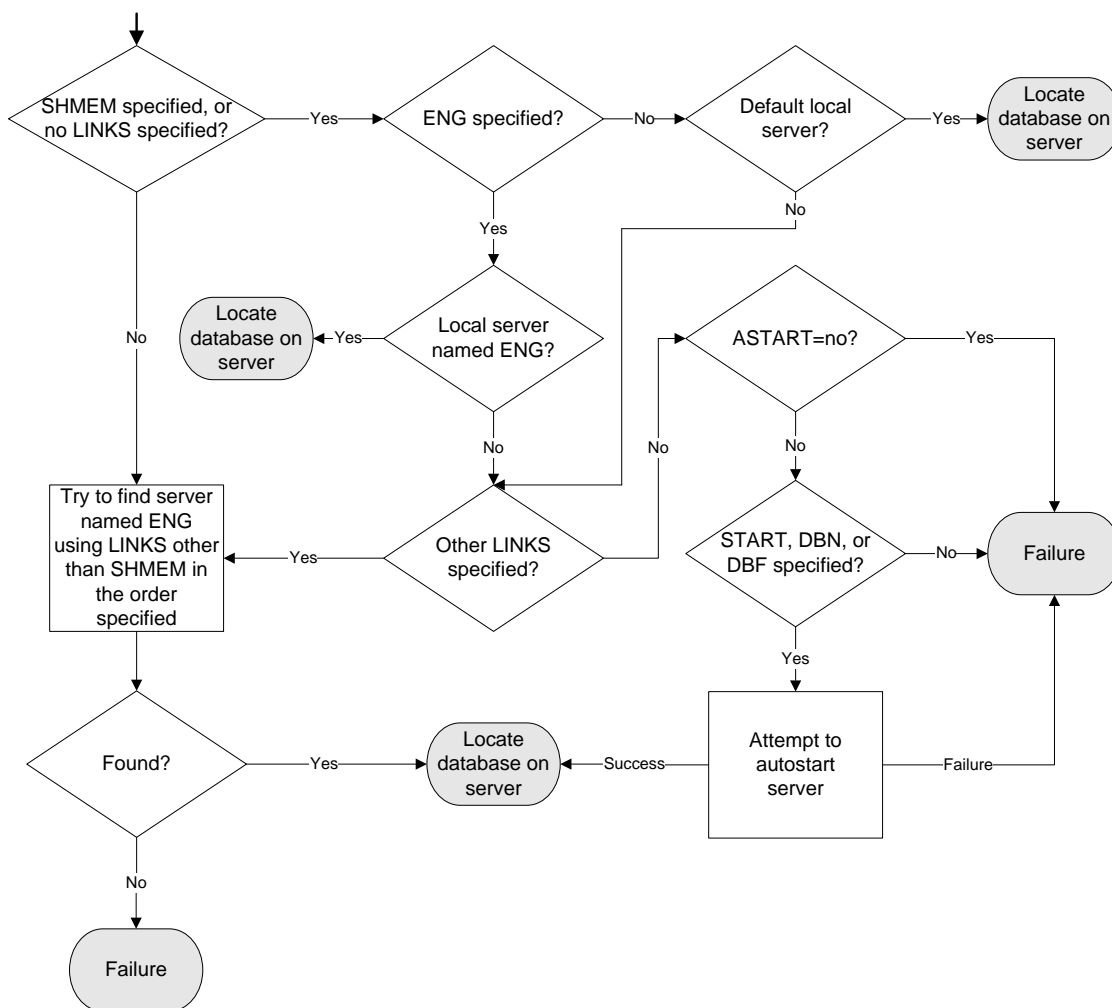 SHMEM specified, or
no LINKS specified?
Yes
ENG specified?
No
Default local
server?
Yes
Locate
database on
server
No
Yes
No
Locate
database on
server
Yes
Local server
named ENG?
ASTART=no?
Yes
No
No
No
Try to find server
named ENG
using LINKS other
than SHMEM in
the order
specified
Yes
Other LINKS
specified?
START, DBN, or
DBF specified?
No
Failure
Yes
Found?
Yes
Locate
database on
server
Success
Attempt to
autostart
server
Failure
No
Failure